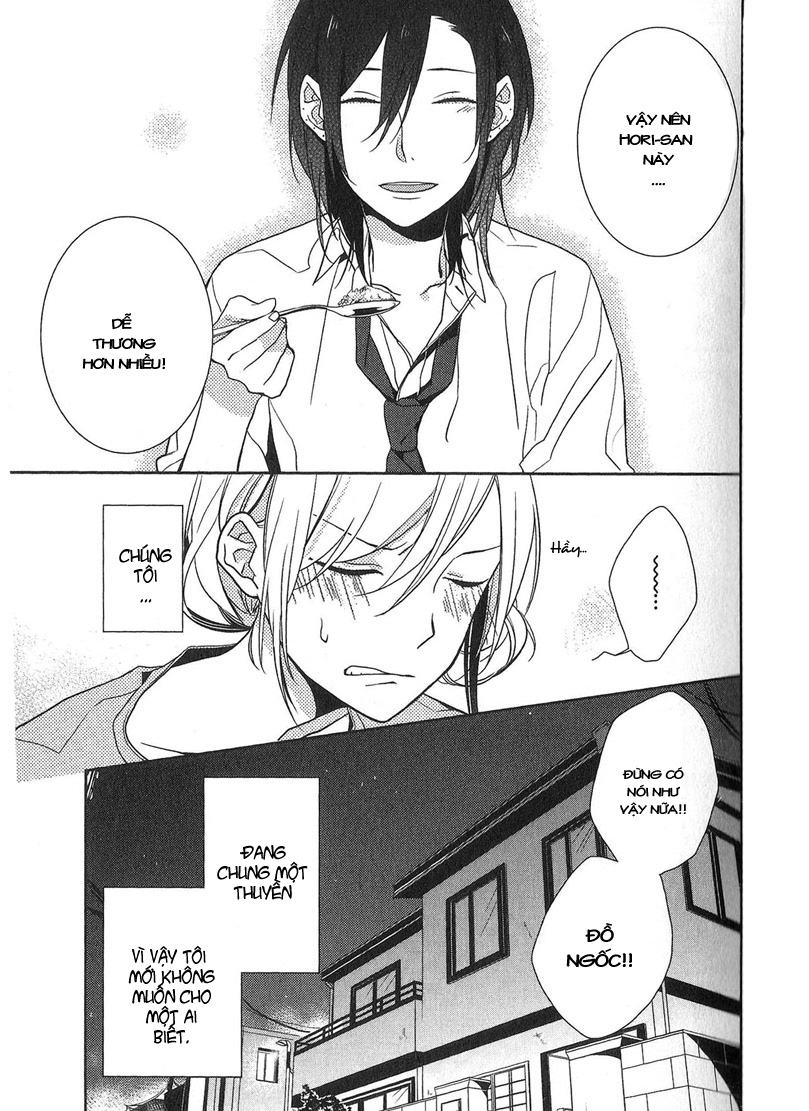 VẬY NÊN
HORI-SAN
NÀY
....
DỄ
THƯƠNG
HƠN NHIỀU!
Hầy...
CHÚNG
TÔI
...
ĐỪNG CÓ
NÓI NHƯ
VẬY NỮA!!
ĐỒ
NGỐC!!
ĐANG
CHUNG MỘT
THUYỀN
VÌ VẬY TÔI
MỚI KHÔNG
MUỐN CHO
MỘT AI
BIẾT.